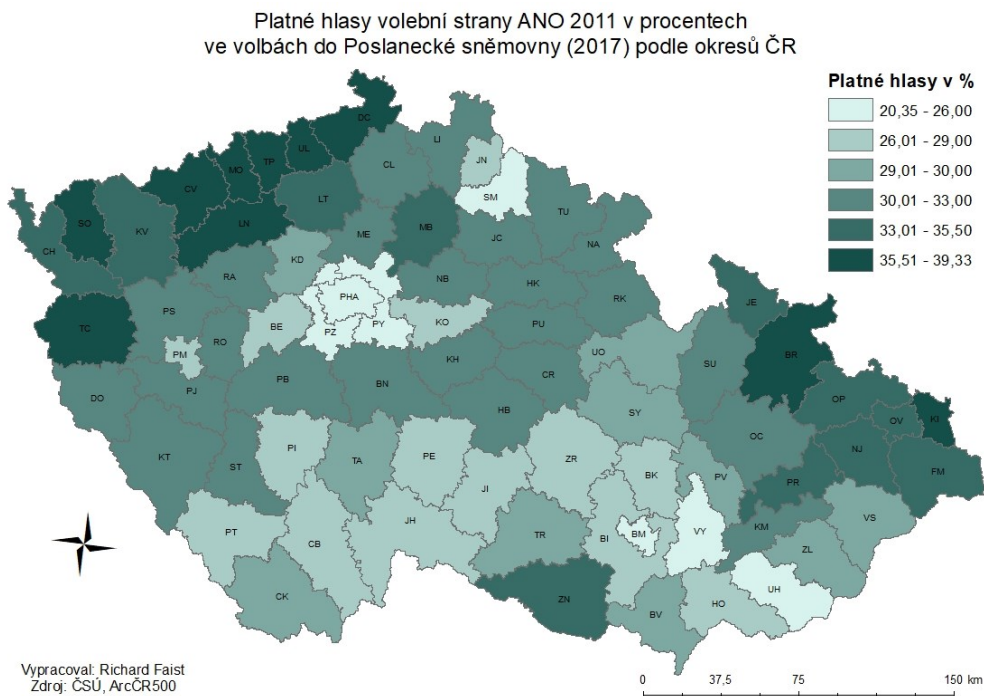 Platné hlasy volební strany ANO 2011 v procentech
ve volbách do Poslanecké sněmovny (2017) podle okresů ČR
Platné hlasy v %
20,35 - 26,00
26,01 - 29,00
29,01 - 30,00
30,01 - 33,00
33,01 - 35,50
35,51 - 39,33
DC
UL
TP
LI
MO
CL
JN
CV
SM
LT
SO
TU
LN
MB
KV
ME
JC
NA
CH
KD
RA
NB
HK
JE
PHA
RK
PS
KO
PU
TC
BE
PZ
PY
RO
UO
PM
SU
BR
KH
CR
PB
BN
PJ
DO
OP
HB
SY
KI
OV
OC
PI
PE
NJ
KT
TA
ZR
ST
FM
BK
PV
PR
JI
VS
JH
KM
PT
TR
BI
BM
VY
CB
ZL
UH
CK
ZN
HO
BV
Vypracoval: Richard Faist
Zdroj: ČSÚ, ArcČR500
0 37,5 75 150 km